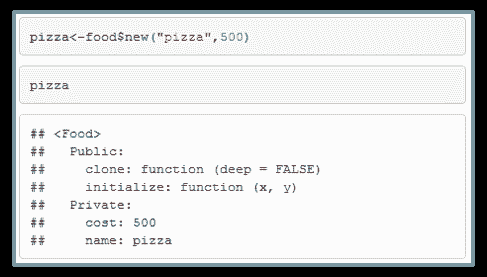 pizza<-food$new("pizza",500)
pizza
## <Food>
##   Public:
##     clone: function (deep = FALSE)
##     initialize: function (x, y)
##   Private:
##     cost: 500
##     name: pizza